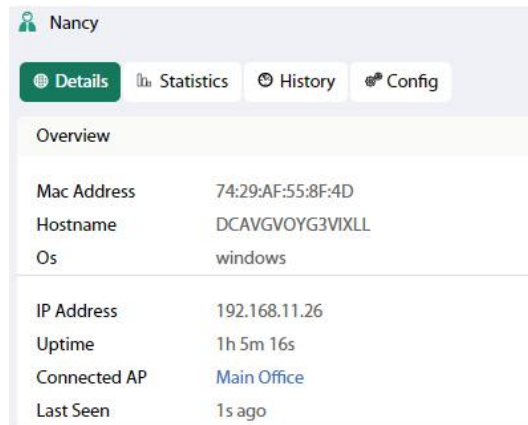 Nancy
Details Statistics History Config
Overview
Mac Address 74:29:AF:55:8F:4D
Hostname DCAVGVOYG3VIXLL
Os windows
IP Address 192.168.11.26
Uptime 1h 5m 16s
Connected AP Main Office
Last Seen 1s ago